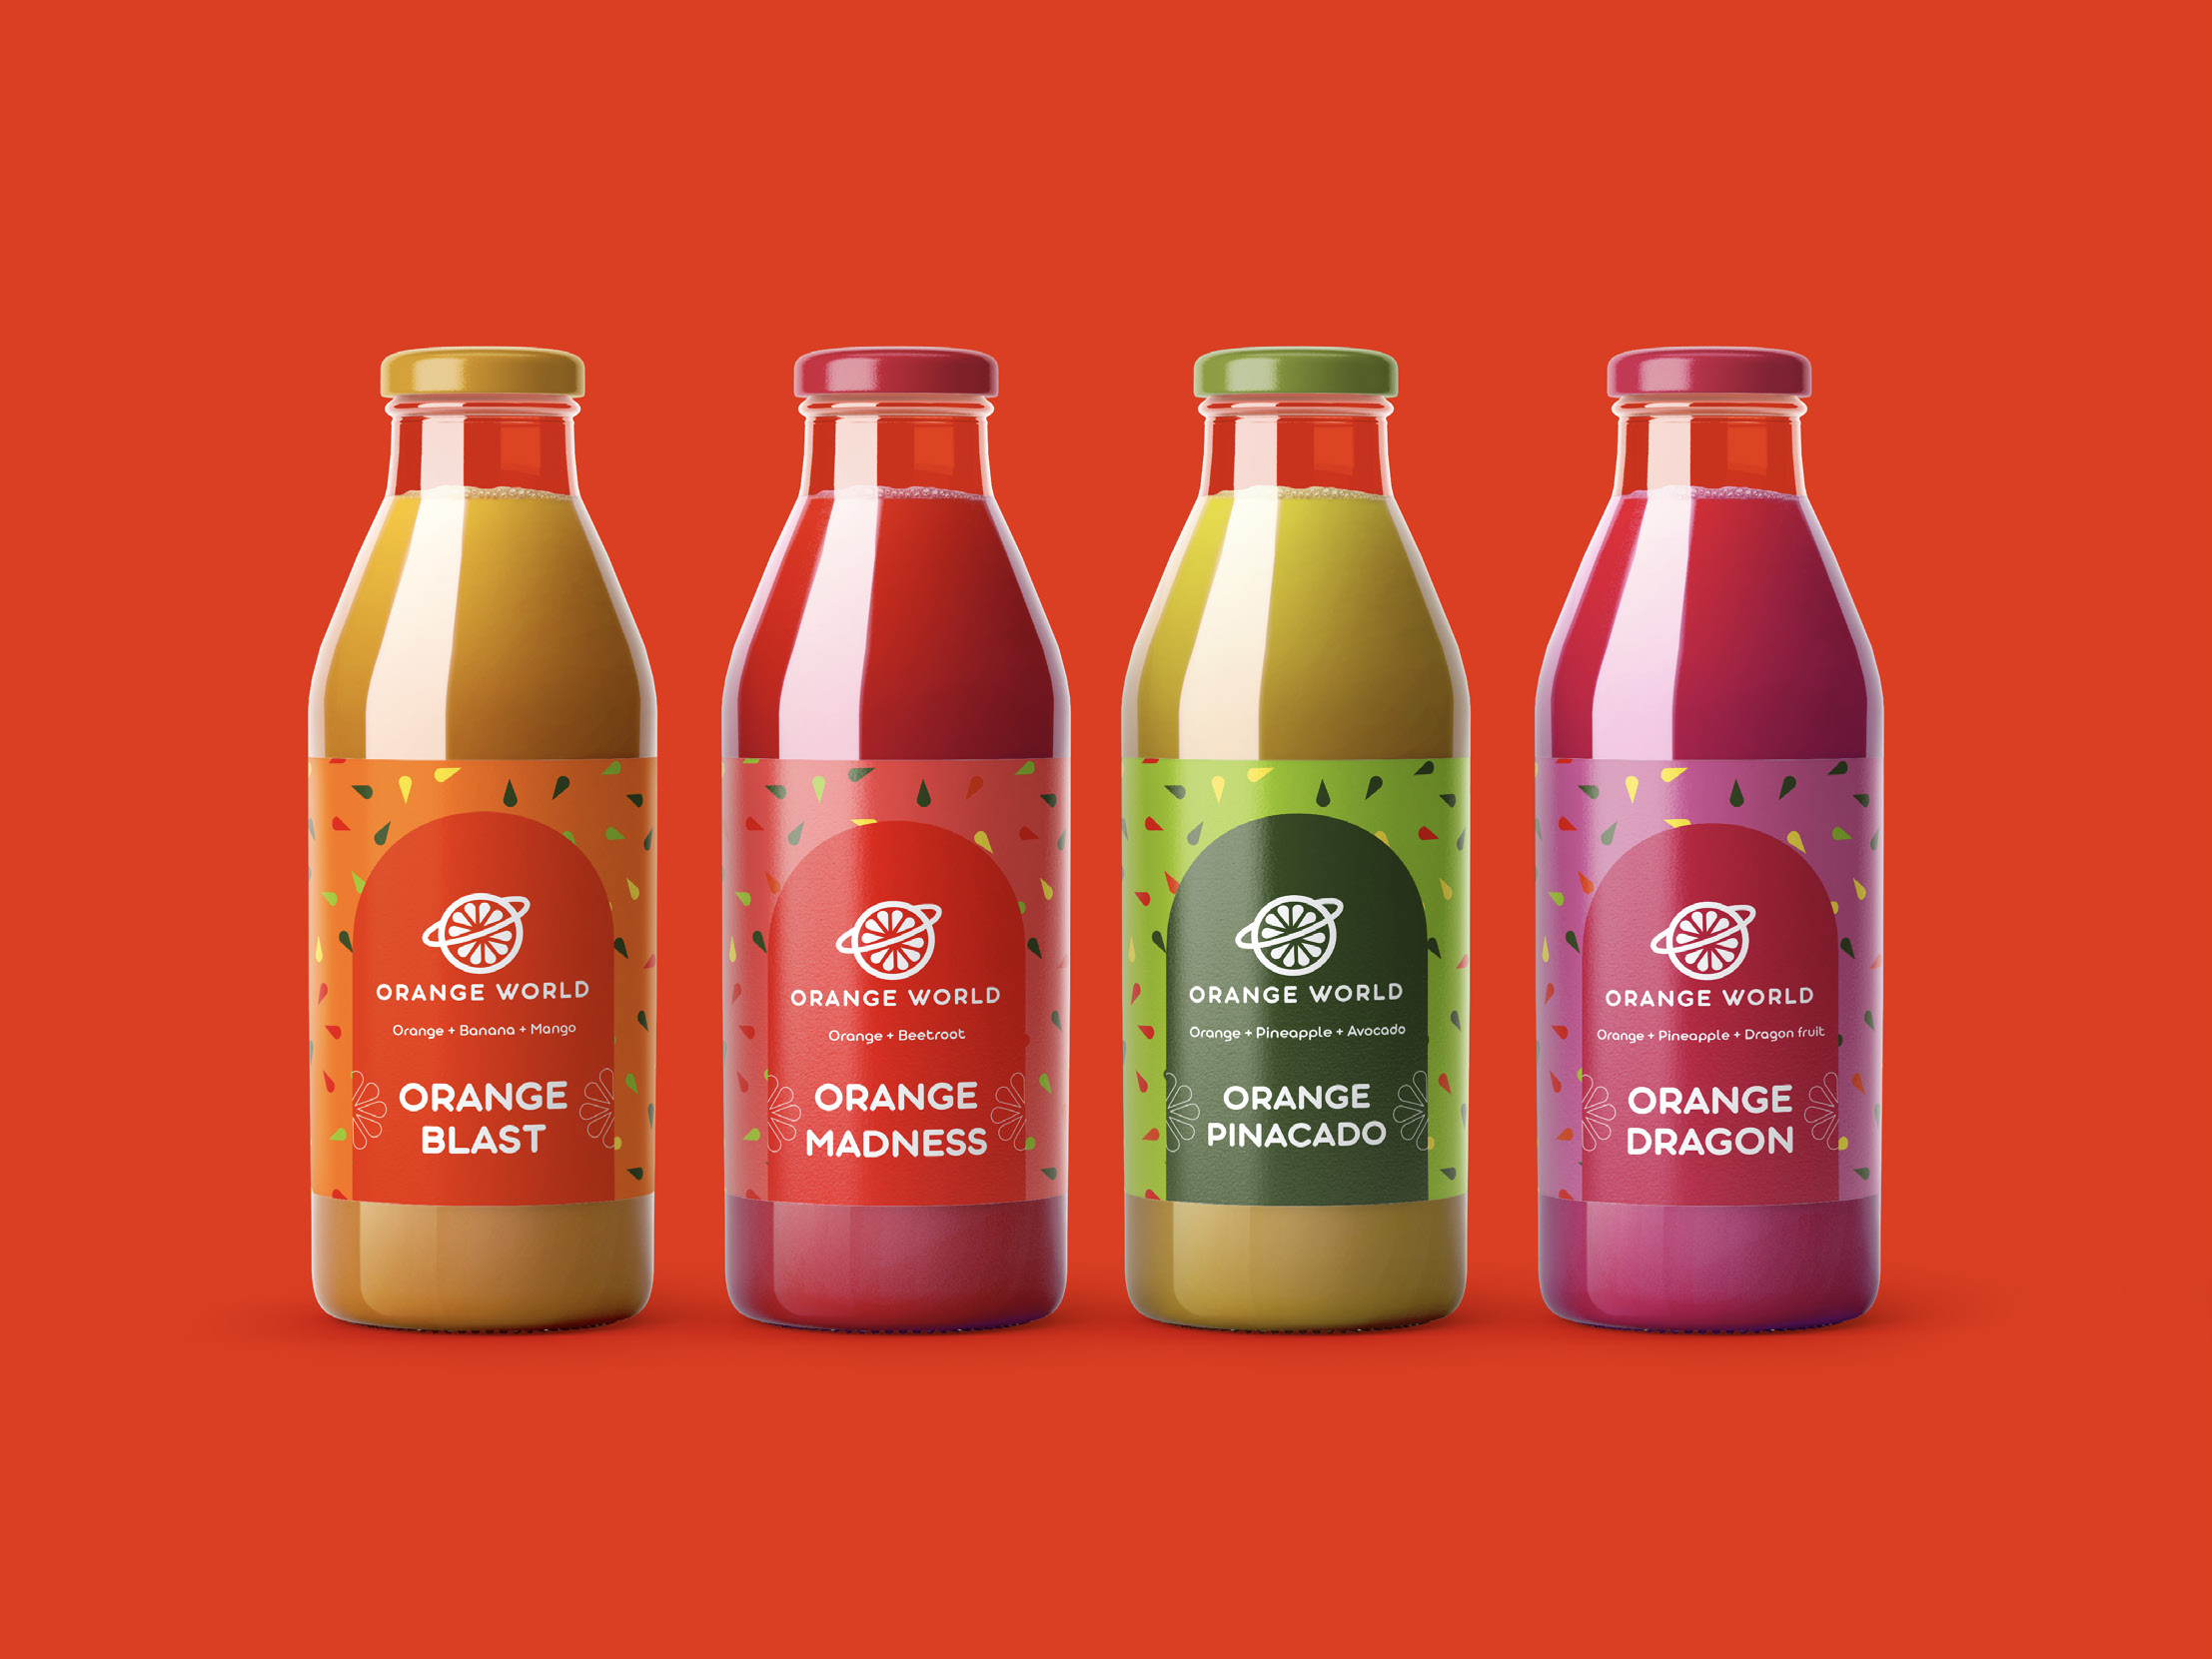 ORANGE WORLD
Orange + Banana + Mango
ORANGE
BLAST
ORANGE WORLD
Orange + Beetroot
ORANGE
MADNESS
ORANGE WORLD
Orange + Pineapple + Avocado
ORANGE
PINACADO
ORANGE WORLD
Orange + Pineapple + Dragon fruit
ORANGE
DRAGON